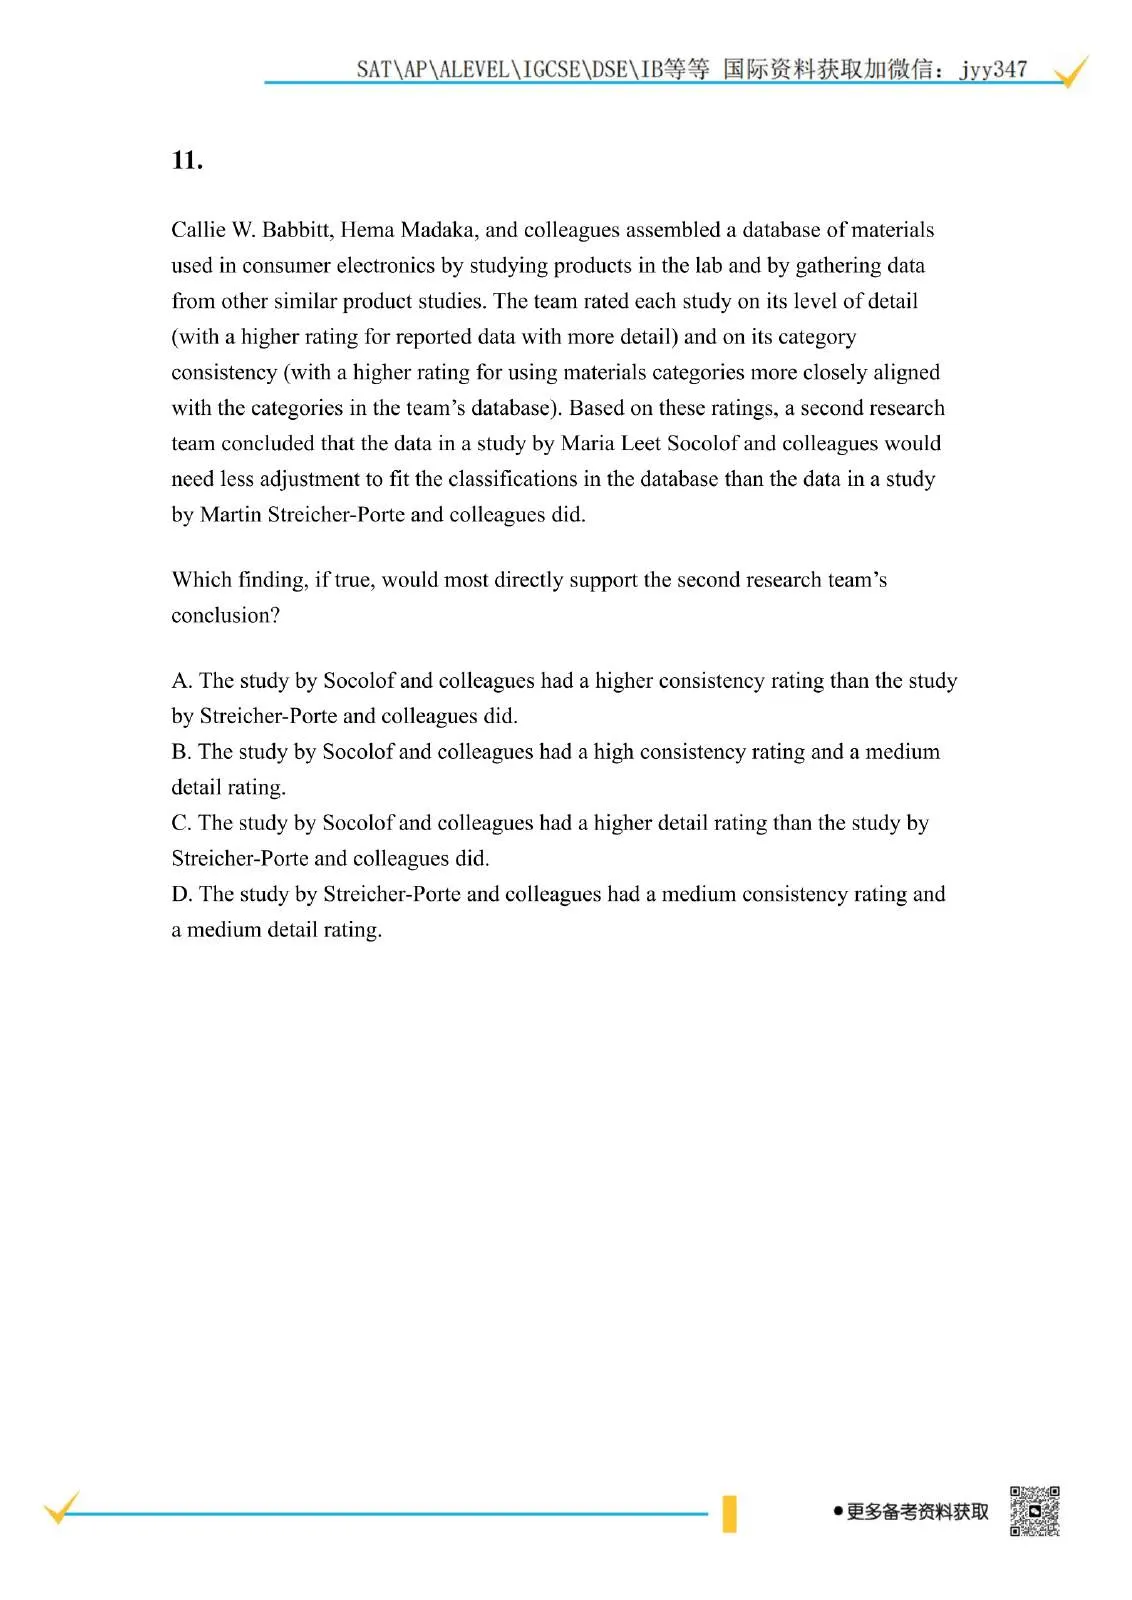 SAT\AP\ALEVEL\IGCSE\DSE\IB等等 国际资料获取加微信：jyy347
11.
Callie W. Babbitt, Hema Madaka, and colleagues assembled a database of materials
used in consumer electronics by studying products in the lab and by gathering data
from other similar product studies. The team rated each study on its level of detail
(with a higher rating for reported data with more detail) and on its category
consistency (with a higher rating for using materials categories more closely aligned
with the categories in the team’s database). Based on these ratings, a second research
team concluded that the data in a study by Maria Leet Socolof and colleagues would
need less adjustment to fit the classifications in the database than the data in a study
by Martin Streicher-Porte and colleagues did.
Which finding, if true, would most directly support the second research team’s
conclusion?
A. The study by Socolof and colleagues had a higher consistency rating than the study
by Streicher-Porte and colleagues did.
B. The study by Socolof and colleagues had a high consistency rating and a medium
detail rating.
C. The study by Socolof and colleagues had a higher detail rating than the study by
Streicher-Porte and colleagues did.
D. The study by Streicher-Porte and colleagues had a medium consistency rating and
a medium detail rating.
●更多备考资料获取